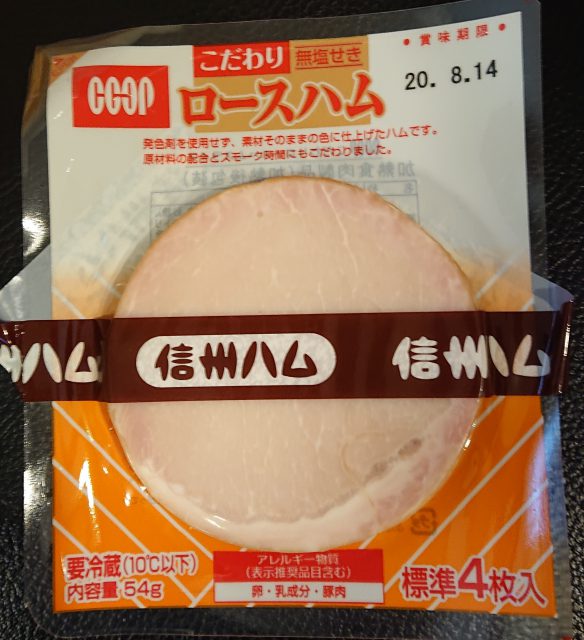 CO-OP
こだわり 無塩せき
ロースハム
• 賞味期限 •
20. 8.14
発色剤を使用せず、素材そのままの色に仕上げたハムです。
原材料の配合とスモーク時間にもこだわりました。
ハム 信州ハム 信州ハム
要冷蔵(10℃以下)
内容量54g
アレルギー物質
(表示推奨品目含む)
卵・乳成分・豚肉
標準4枚入